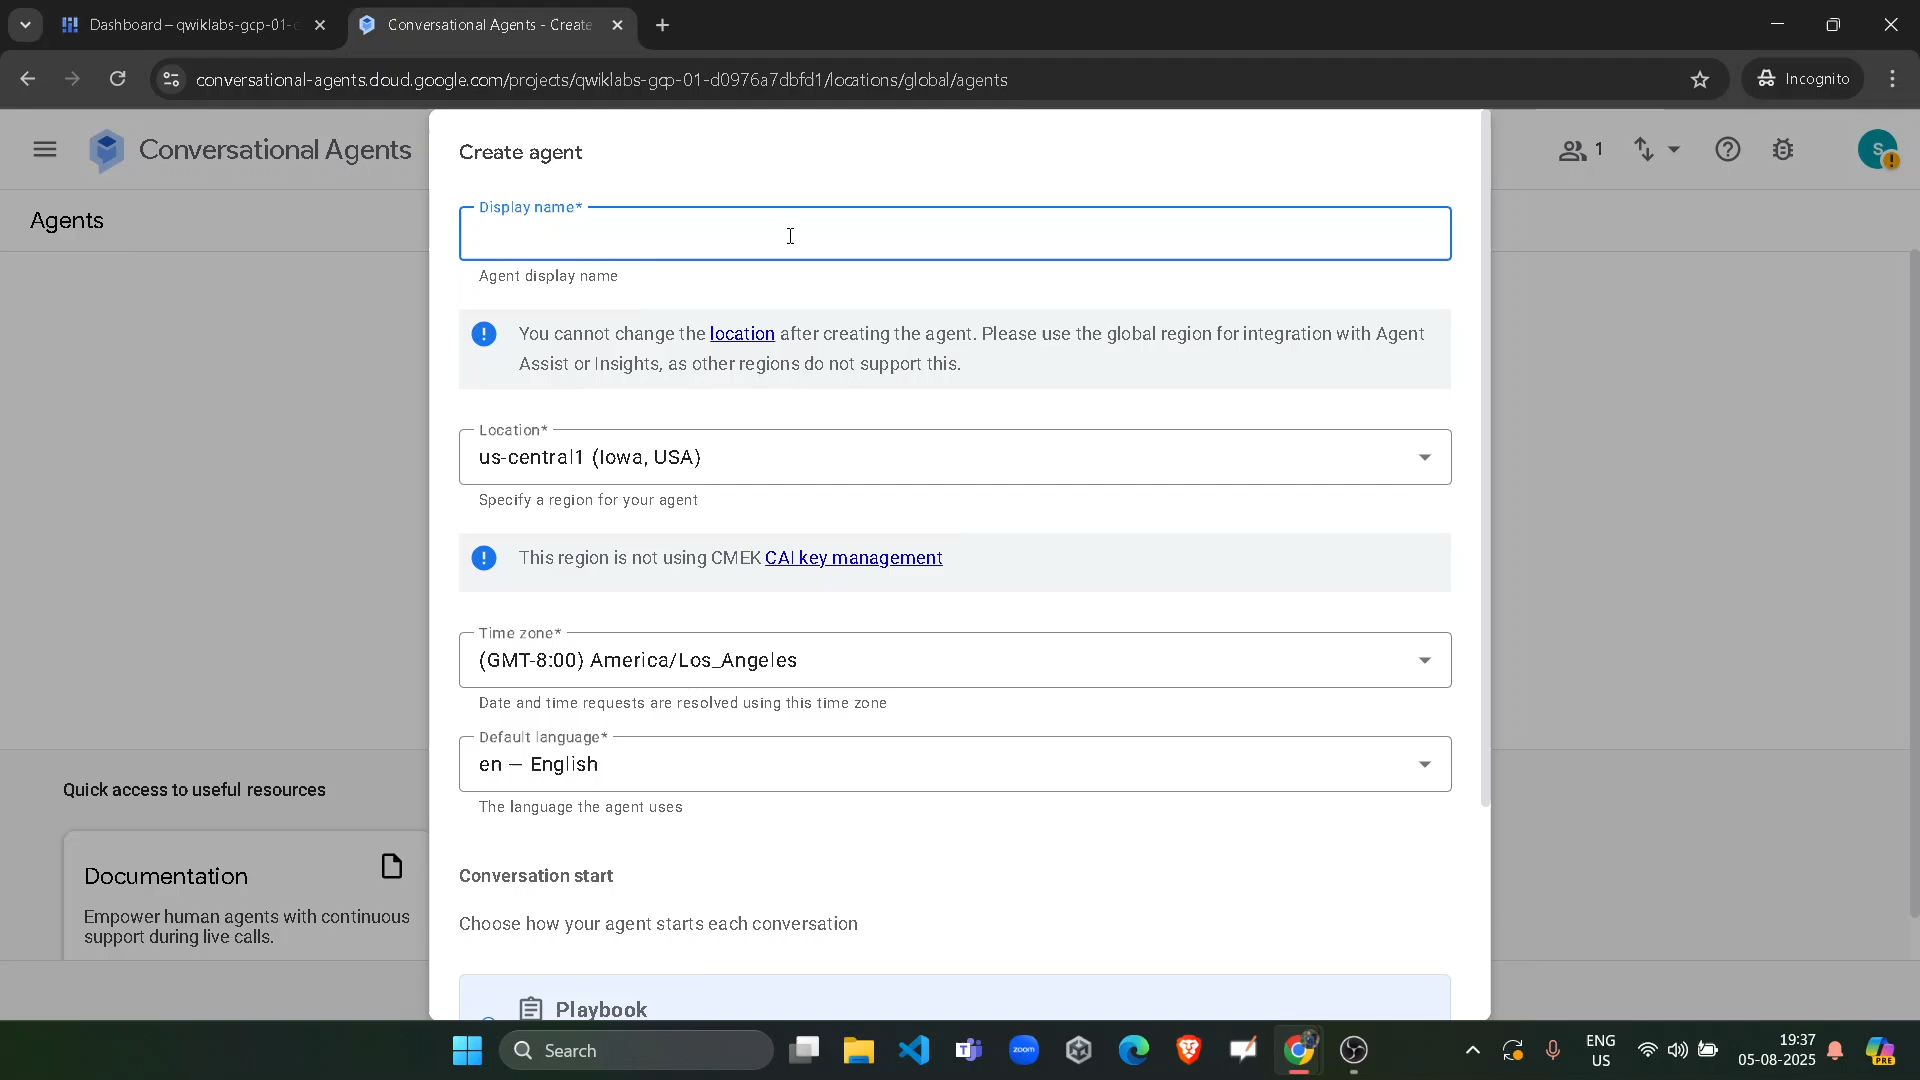 Dashboard – qwiklabs-gcp-01-
Conversational Agents - Create
conversational-agents.cloud.google.com/projects/qwiklabs-gcp-01-d0976a7dbfd1/locations/global/agents
Incognito
Conversational Agents
1
S
Agents
Create agent
Display name*
Agent display name
You cannot change the location after creating the agent. Please use the global region for integration with Agent
Assist or Insights, as other regions do not support this.
Location*
us-central1 (Iowa, USA)
Specify a region for your agent
This region is not using CMEK CAI key management
Time zone*
(GMT-8:00) America/Los_Angeles
Date and time requests are resolved using this time zone
Default language*
en — English
The language the agent uses
Quick access to useful resources
Documentation
Empower human agents with continuous
support during live calls.
Conversation start
Choose how your agent starts each conversation
Playbook
Search
zoom
ENG
US
19:37
05-08-2025
PRE